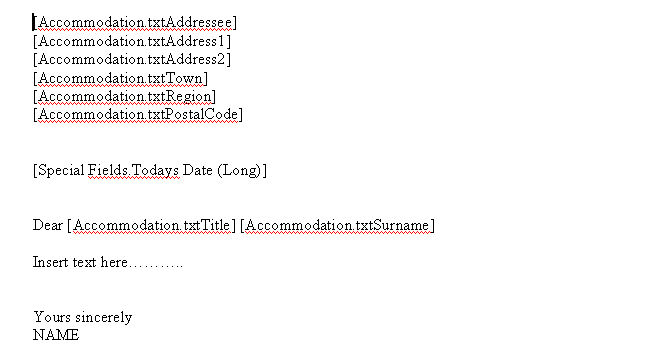 [Accommodation.txtAddressee]
[Accommodation.txtAddress1]
[Accommodation.txtAddress2]
[Accommodation.txtTown]
[Accommodation.txtRegion]
[Accommodation.txtPostalCode]
[Special Fields.Todays Date (Long)]
Dear [Accommodation.txtTitle] [Accommodation.txtSurname]
Insert text here………..
Yours sincerely
NAME